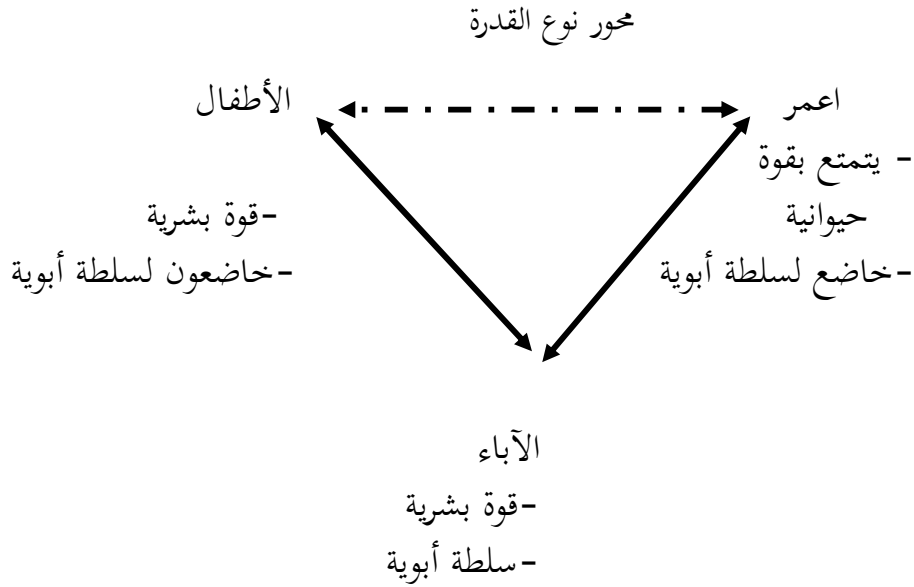 محور نوع القدرة
اعمر
- يتمتع بقوة
حيوانية
-خاضع لسلطة أبوية
الأطفال
-قوة بشرية
-خاضعون لسلطة أبوية
الآباء
-قوة بشرية
-سلطة أبوية